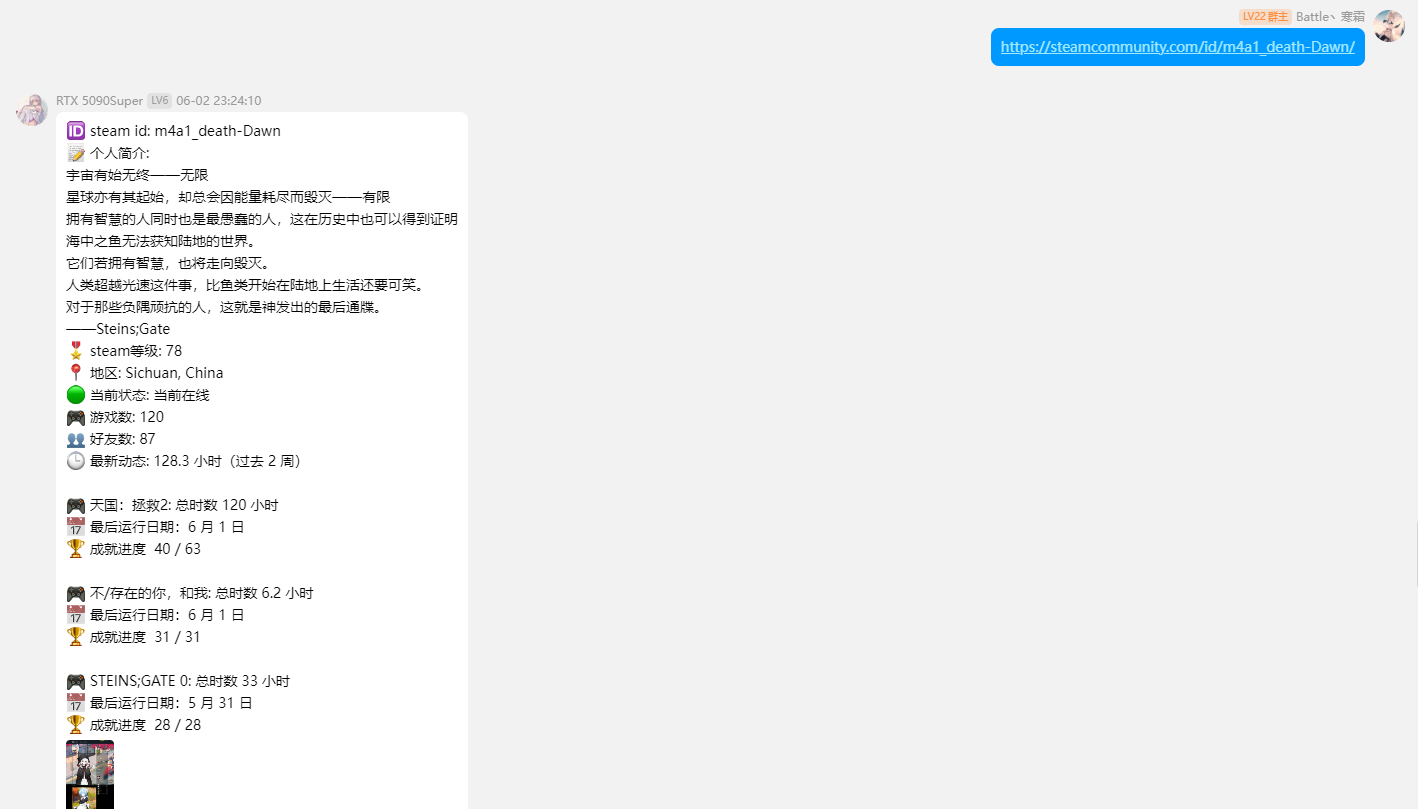 LV22 群主 Battle丶寒霜
https://steamcommunity.com/id/m4a1_death-Dawn/
RTX 5090Super LV6 06-02 23:24:10
🆔 steam id: m4a1_death-Dawn
📝 个人简介:
宇宙有始无终——无限
星球亦有其起始，却总会因能量耗尽而毁灭——有限
拥有智慧的人同时也是最愚蠢的人，这在历史中也可以得到证明
海中之鱼无法获知陆地的世界。
它们若拥有智慧，也将走向毁灭。
人类超越光速这件事，比鱼类开始在陆地上生活还要可笑。
对于那些负隅顽抗的人，这就是神发出的最后通牒。
——Steins;Gate
🎖 steam等级: 78
📍 地区: Sichuan, China
🟢 当前状态: 当前在线
🎮 游戏数: 120
👥 好友数: 87
🕒 最新动态: 128.3 小时（过去 2 周）
🎮 天国：拯救2: 总时数 120 小时
📅 最后运行日期：6 月 1 日
🏆 成就进度  40 / 63
🎮 不/存在的你，和我: 总时数 6.2 小时
📅 最后运行日期：6 月 1 日
🏆 成就进度  31 / 31
🎮 STEINS;GATE 0: 总时数 33 小时
📅 最后运行日期：5 月 31 日
🏆 成就进度  28 / 28